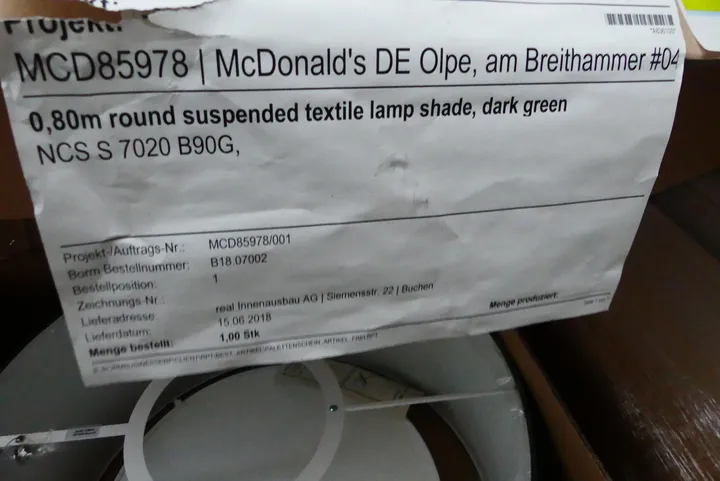 Projekt:
MCD85978 | McDonald's DE Olpe, am Breithammer #04
0,80m round suspended textile lamp shade, dark green
NCS S 7020 B90G,
Projekt-/Auftrags-Nr.: MCD85978/001
Borm Bestellnummer: B18.07002
Bestellposition: 1
Zeichnungs-Nr.:
Lieferadresse real Innenausbau AG | Siemensstr. 22 | Buchen
Lieferdatum: 15.06.2018
Menge bestellt: 1,00 Stk
Menge produziert: